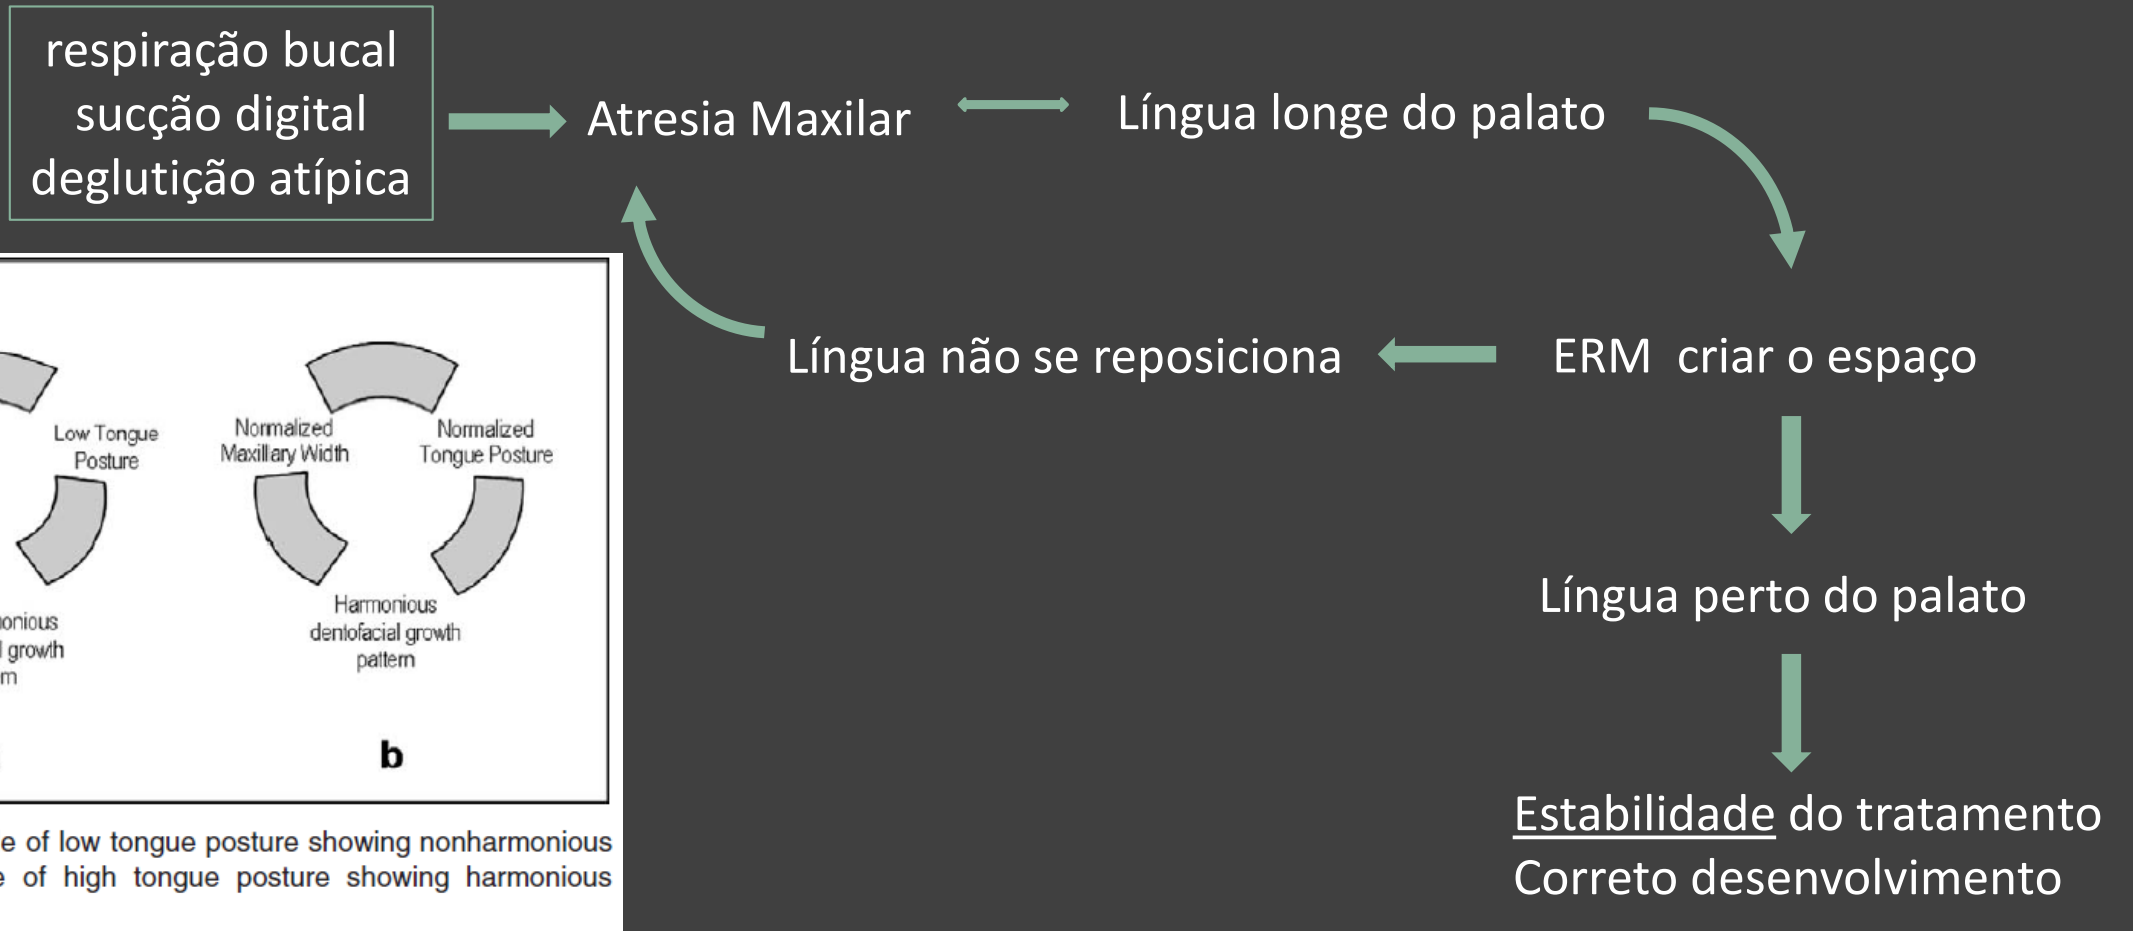 respiração bucal
sucção digital
deglutição atípica
Atresia Maxilar
Língua longe do palato
Língua não se reposiciona
ERM criar o espaço
Língua perto do palato
Estabilidade do tratamento
Correto desenvolvimento
Low Tongue
Posture
growth
Normalized
Maxillary Width
Normalized
Tongue Posture
Harmonious
dentofacial growth
pattern
b
of low tongue posture showing nonharmonious
of high tongue posture showing harmonious